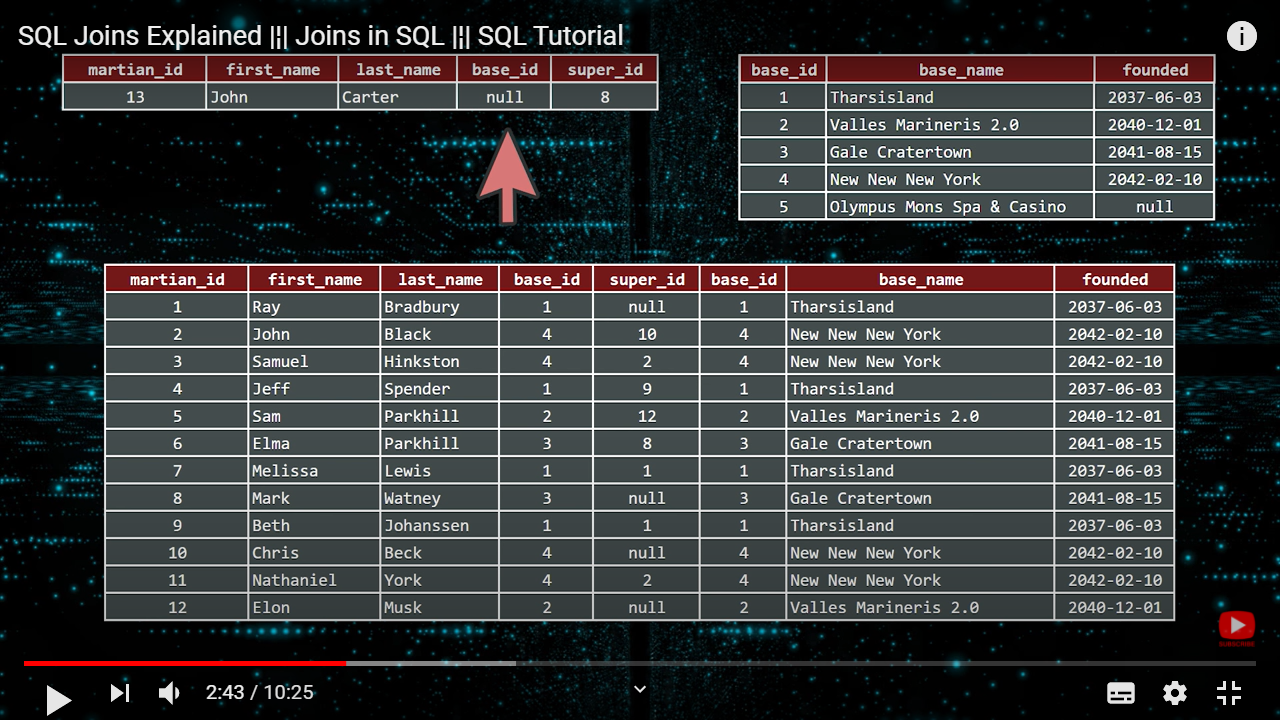 SQL Joins Explained ||| Joins in SQL ||| SQL Tutorial
martian_id first_name last_name base_id super_id
13 John Carter null 8
base_id base_name founded
1 Tharsisland 2037-06-03
2 Valles Marineris 2.0 2040-12-01
3 Gale Cratertown 2041-08-15
4 New New New York 2042-02-10
5 Olympus Mons Spa & Casino null
martian_id first_name last_name base_id super_id base_id base_name founded
1 Ray Bradbury 1 null 1 Tharsisland 2037-06-03
2 John Black 4 10 4 New New New York 2042-02-10
3 Samuel Hinkston 4 2 4 New New New York 2042-02-10
4 Jeff Spender 1 9 1 Tharsisland 2037-06-03
5 Sam Parkhill 2 12 2 Valles Marineris 2.0 2040-12-01
6 Elma Parkhill 3 8 3 Gale Cratertown 2041-08-15
7 Melissa Lewis 1 1 1 Tharsisland 2037-06-03
8 Mark Watney 3 null 3 Gale Cratertown 2041-08-15
9 Beth Johanssen 1 1 1 Tharsisland 2037-06-03
10 Chris Beck 4 null 4 New New New York 2042-02-10
11 Nathaniel York 4 2 4 New New New York 2042-02-10
12 Elon Musk 2 null 2 Valles Marineris 2.0 2040-12-01
SUBSCRIBE
2:43 / 10:25